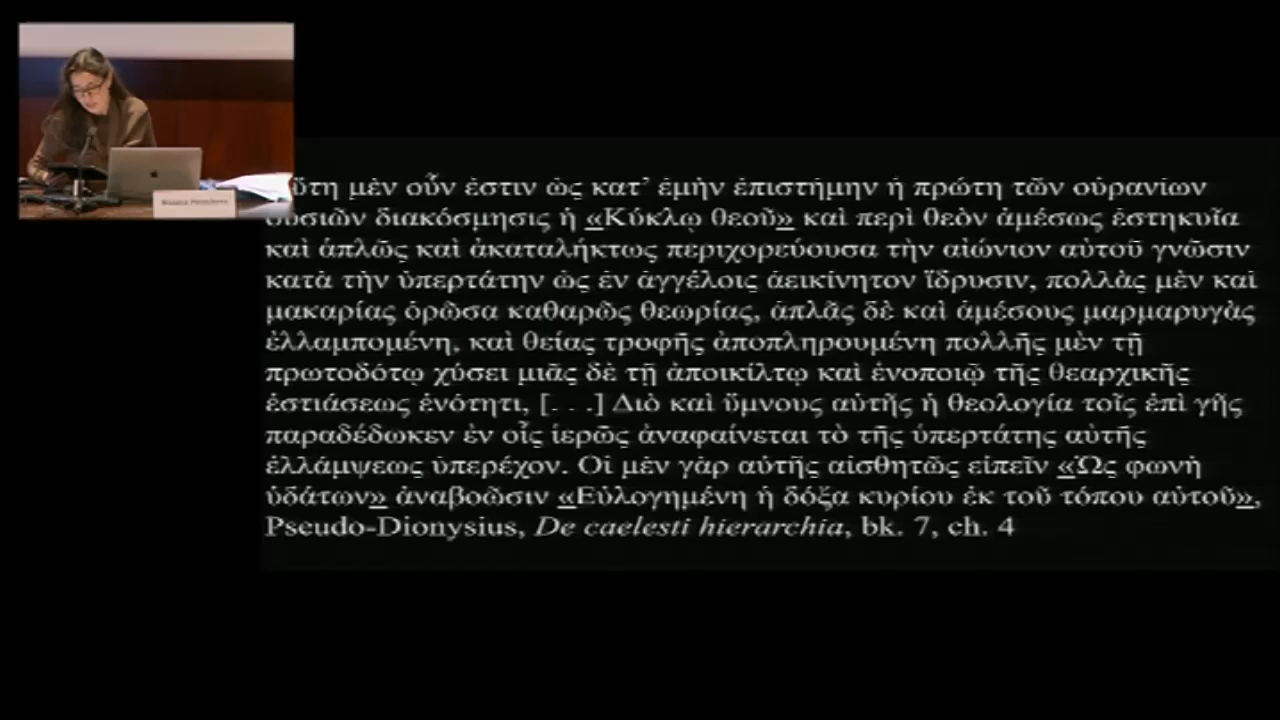 μὲν οὖν ἐστιν ὡς κατ’ ἐμὴν ἐπιστήμην ἡ πρώτη τῶν οὐρανίων
οὐσιῶν διακόσμησις ἡ «Κύκλῳ θεοῦ» καὶ περὶ θεὸν ἀμέσως ἑστηκυῖα
καὶ ἁπλῶς καὶ ἀκαταλήκτως περιχορεύουσα τὴν αἰώνιον αὐτοῦ γνῶσιν
κατὰ τὴν ὑπερτάτην ὡς ἐν ἀγγέλοις ἀεικίνητον ἵδρυσιν, πολλὰς μὲν καὶ
μακαρίας ὁρῶσα καθαρῶς θεωρίας, ἁπλᾶς δὲ καὶ ἀμέσους μαρμαρυγὰς
ἐλλαμπομένη, καὶ θείας τροφῆς ἀποπληρουμένη πολλῆς μὲν τῇ
πρωτοδότῳ χύσει μιᾶς δὲ τῇ ἀποικίλτῳ καὶ ἑνοποιῷ τῆς θεαρχικῆς
ἑστιάσεως ἑνότητι, [. . .] Διὸ καὶ ὕμνους αὐτῆς ἡ θεολογία τοῖς ἐπὶ γῆς
παραδέδωκεν ἐν οἷς ἱερῶς ἀναφαίνεται τὸ τῆς ὑπερτάτης αὐτῆς
ἐλλάμψεως ὑπερέχον. Οἱ μὲν γὰρ αὐτῆς αἰσθητῶς εἰπεῖν «Ὡς φωνὴ
ὑδάτων» ἀναβοῶσιν «Εὐλογημένη ἡ δόξα κυρίου ἐκ τοῦ τόπου αὐτοῦ»,
Pseudo-Dionysius, De caelesti hierarchia, bk. 7, ch. 4